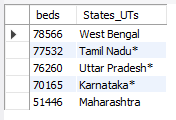 beds States_UTs
78566 West Bengal
77532 Tamil Nadu*
76260 Uttar Pradesh*
70165 Karnataka*
51446 Maharashtra